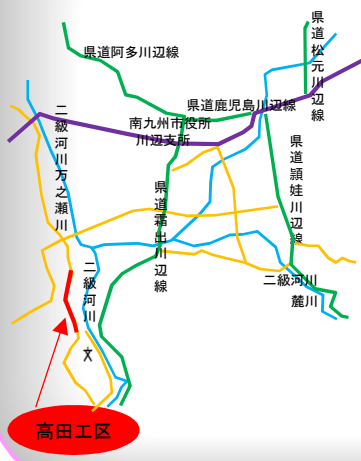 県道松元川辺線
県道阿多川辺線
県道鹿児島川辺線
二級河川万之瀬川
南九州市役所
川辺支所
県道頴娃川辺線
県道霜出川辺線
二級河川
二級河川
麓川
高田工区